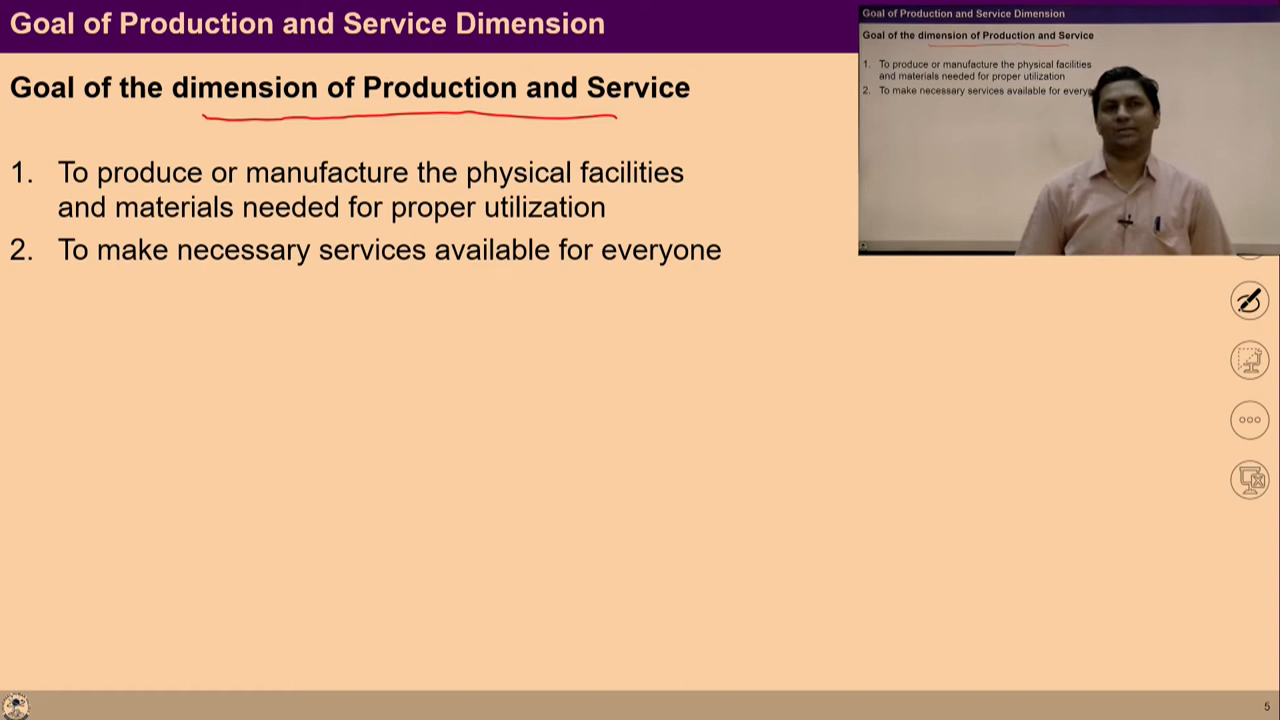 Goal of Production and Service Dimension
Goal of the dimension of Production and Service
1. To produce or manufacture the physical facilities
and materials needed for proper utilization
2. To make necessary services available for everyone
Goal of Production and Service Dimension
Goal of the dimension of Production and Service
1. To produce or manufacture the physical facilities
and materials needed for proper utilization
2. To make necessary services available for
5